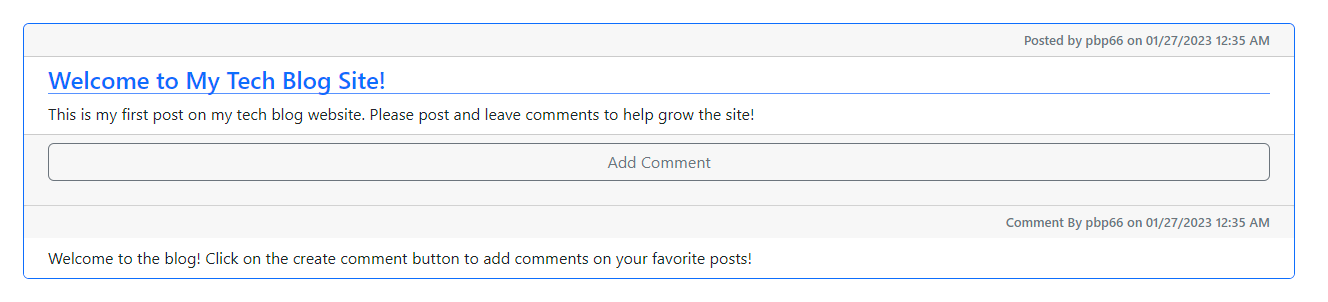 Posted by pbp66 on 01/27/2023 12:35 AM
Welcome to My Tech Blog Site!
This is my first post on my tech blog website. Please post and leave comments to help grow the site!
Add Comment
Comment By pbp66 on 01/27/2023 12:35 AM
Welcome to the blog! Click on the create comment button to add comments on your favorite posts!